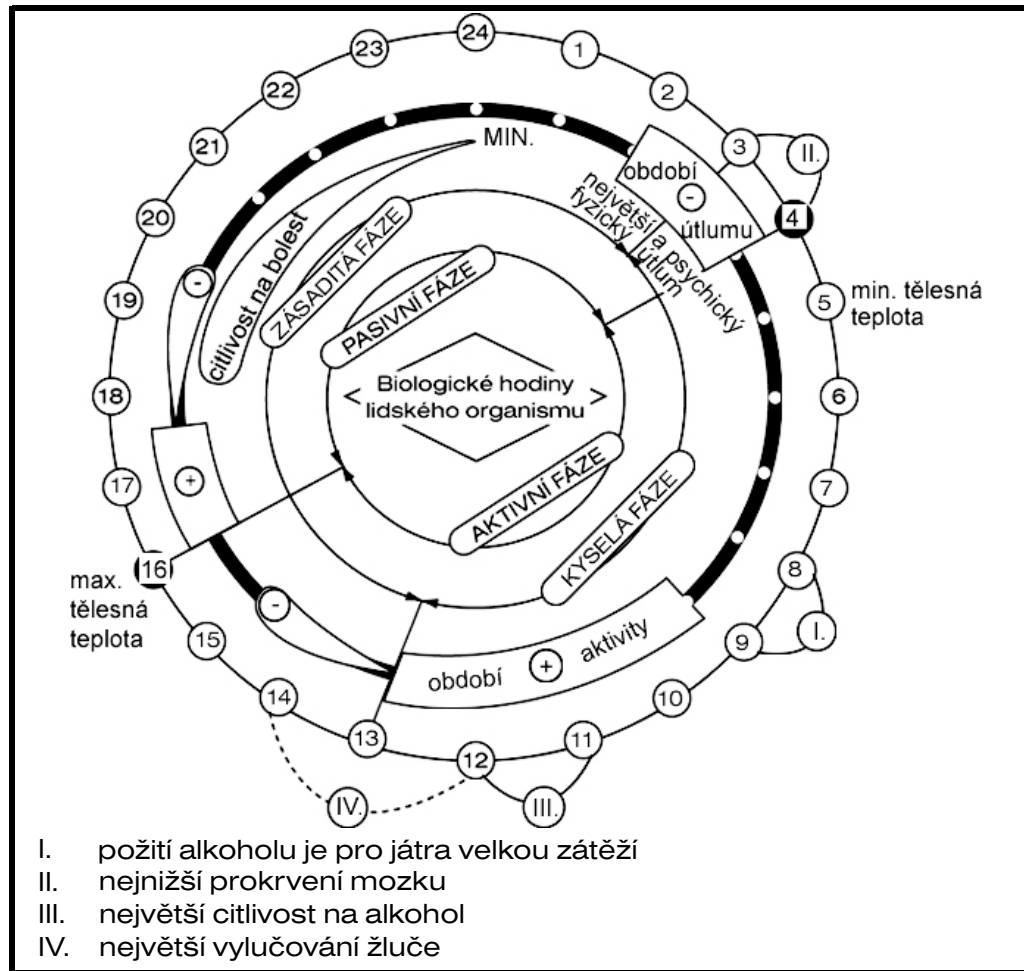 24
1
2
3
II.
4
5
min. tělesná
teplota
6
7
8
I.
9
10
11
III.
12
IV.
13
14
15
max.
tělesná
teplota
16
17
18
19
20
21
22
23
MIN.
období
-
útlumu
největší a psychický
fyzický útlum
-
citlivost na bolest
ZÁSADITÁ FÁZE
PASIVNÍ FÁZE
Biologické hodiny
lidského organismu
AKTIVNÍ FÁZE
KYSELÁ FÁZE
+
-
období + aktivity
I. požití alkoholu je pro játra velkou zátěží
II. nejnižší prokrvení mozku
III. největší citlivost na alkohol
IV. největší vylučování žluče